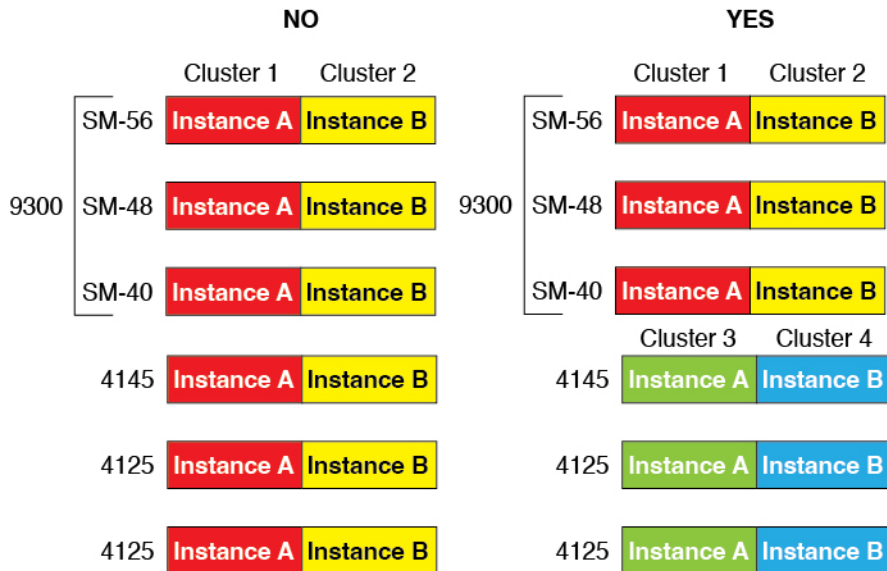 NO
Cluster 1 Cluster 2
SM-56 Instance A Instance B
9300 SM-48 Instance A Instance B
SM-40 Instance A Instance B
4145 Instance A Instance B
4125 Instance A Instance B
4125 Instance A Instance B
YES
Cluster 1 Cluster 2
SM-56 Instance A Instance B
9300 SM-48 Instance A Instance B
SM-40 Instance A Instance B
Cluster 3 Cluster 4
4145 Instance A Instance B
4125 Instance A Instance B
4125 Instance A Instance B